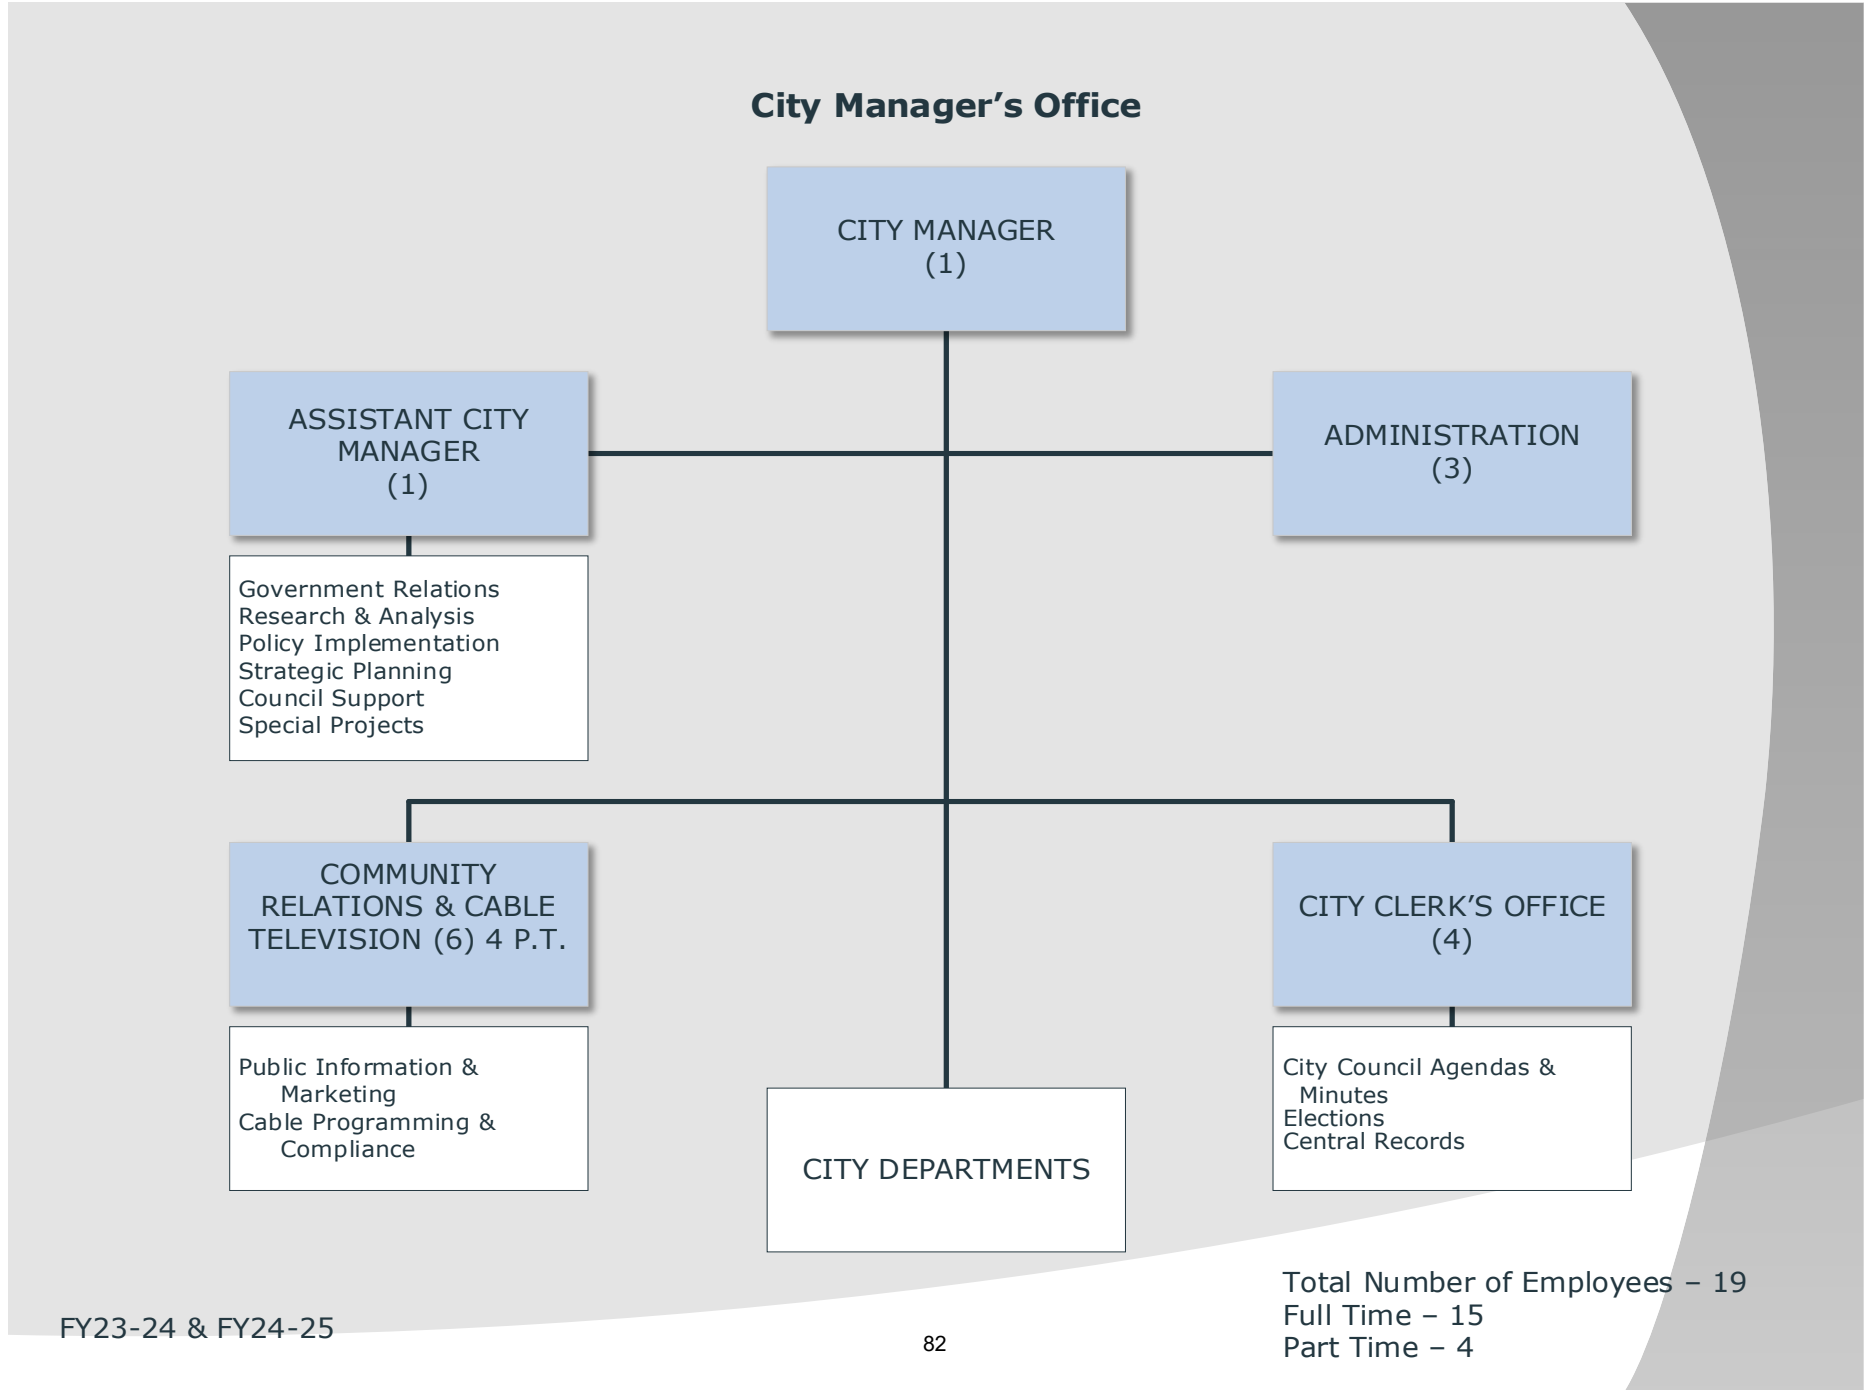 City Manager’s Office
CITY MANAGER
(1)
ASSISTANT CITY
MANAGER
(1)
ADMINISTRATION
(3)
Government Relations
Research & Analysis
Policy Implementation
Strategic Planning
Council Support
Special Projects
COMMUNITY
RELATIONS & CABLE
TELEVISION (6) 4 P.T.
CITY CLERK’S OFFICE
(4)
Public Information &
Marketing
Cable Programming &
Compliance
CITY DEPARTMENTS
City Council Agendas &
Minutes
Elections
Central Records
Total Number of Employees – 19
Full Time – 15
Part Time – 4
FY23-24 & FY24-25
82